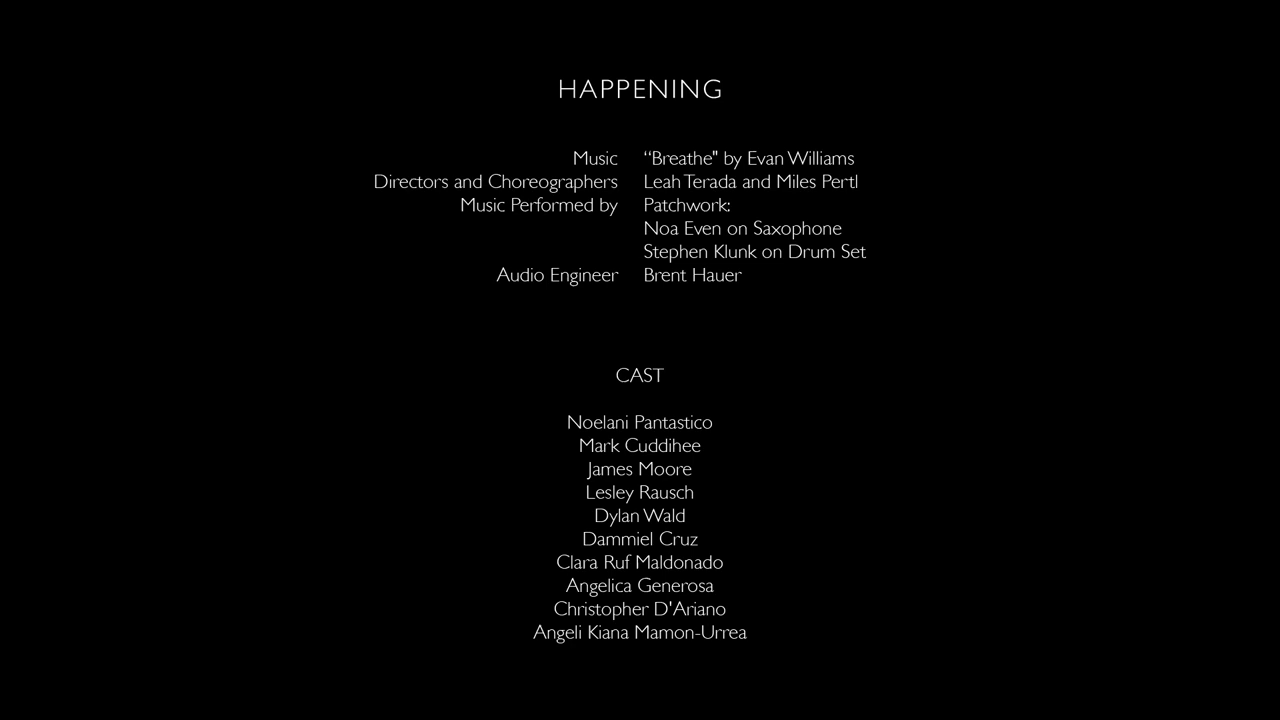 HAPPENING
Music “Breathe" by Evan Williams
Directors and Choreographers Leah Terada and Miles Pertl
Music Performed by Patchwork:
Noa Even on Saxophone
Stephen Klunk on Drum Set
Audio Engineer Brent Hauer
CAST
Noelani Pantastico
Mark Cuddihee
James Moore
Lesley Rausch
Dylan Wald
Dammiel Cruz
Clara Ruf Maldonado
Angelica Generosa
Christopher D'Ariano
Angeli Kiana Mamon-Urrea